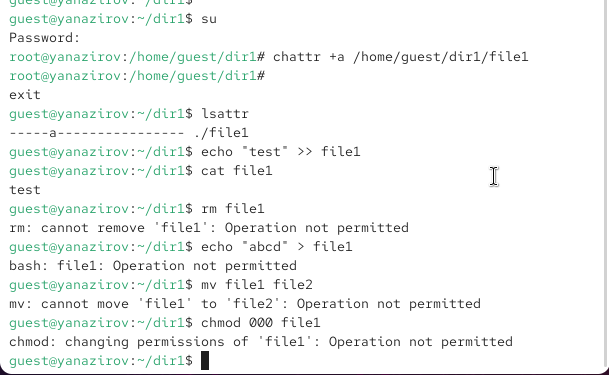 guest@yanazirov:~/dir1$ su
Password:
root@yanazirov:/home/guest/dir1# chattr +a /home/guest/dir1/file1
root@yanazirov:/home/guest/dir1#
exit
guest@yanazirov:~/dir1$ lsattr
-----a---------------- ./file1
guest@yanazirov:~/dir1$ echo "test" >> file1
guest@yanazirov:~/dir1$ cat file1
test
guest@yanazirov:~/dir1$ rm file1
rm: cannot remove 'file1': Operation not permitted
guest@yanazirov:~/dir1$ echo "abcd" > file1
bash: file1: Operation not permitted
guest@yanazirov:~/dir1$ mv file1 file2
mv: cannot move 'file1' to 'file2': Operation not permitted
guest@yanazirov:~/dir1$ chmod 000 file1
chmod: changing permissions of 'file1': Operation not permitted
guest@yanazirov:~/dir1$